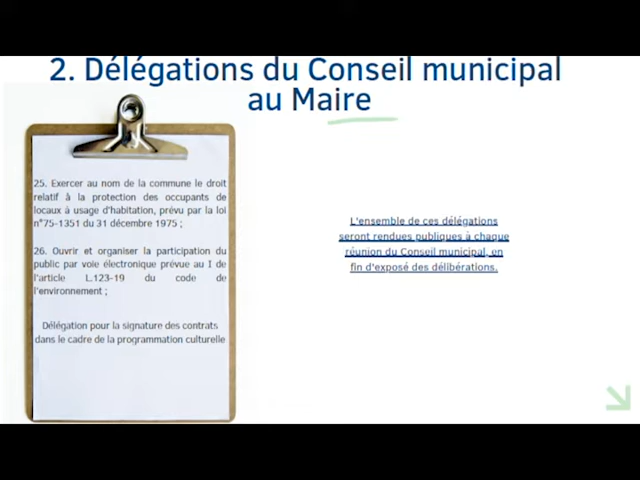 2. Délégations du Conseil municipal
au Maire
25. Exercer au nom de la commune le droit
relatif à la protection des occupants de
locaux à usage d'habitation, prévu par la loi
n°75-1351 du 31 décembre 1975 ;
26. Ouvrir et organiser la participation du
public par voie électronique prévue au I de
l'article L.123-19 du code de
l'environnement ;
Délégation pour la signature des contrats
dans le cadre de la programmation culturelle
L'ensemble de ces délégations
seront rendues publiques à chaque
réunion du Conseil municipal, en
fin d'exposé des délibérations.